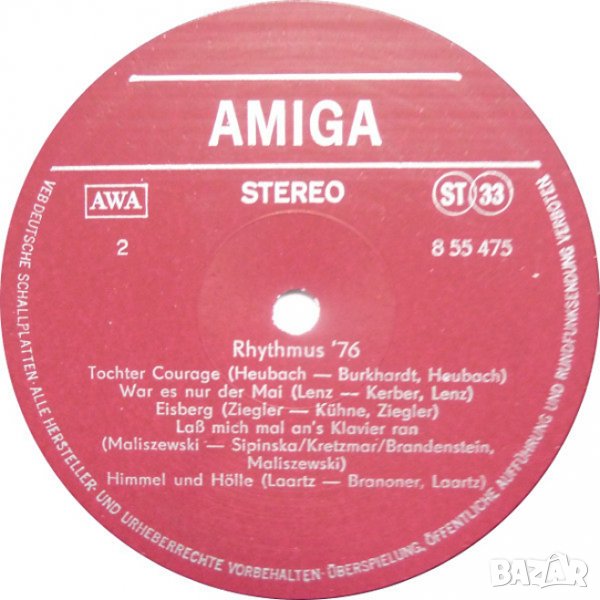 AMIGA
AWA
STEREO
ST 33
2
8 55 475
Rhythmus '76
Tochter Courage (Heubach — Burkhardt, Heubach)
War es nur der Mai (Lenz — Kerber, Lenz)
Eisberg (Ziegler — Kühne, Ziegler)
Laß mich mal an's Klavier ran
(Maliszewski — Sipinska/Kretzmar/Brandenstein,
Maliszewski)
Himmel und Hölle (Laartz — Branoner, Laartz)
VEB DEUTSCHE SCHALLPLATTEN · ALLE HERSTELLER- UND URHEBERRECHTE VORBEHALTEN · ÜBERSPIELUNG, ÖFFENTLICHE AUFFÜHRUNG UND RUNDFUNKSENDUNG VERBOTEN
BAZAR